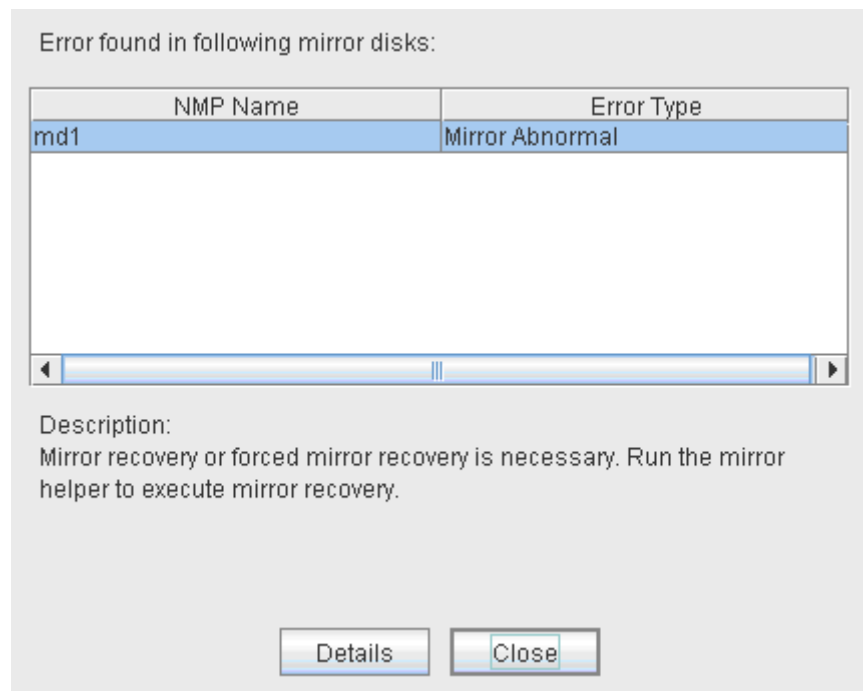 Error found in following mirror disks:
NMP Name Error Type
md1 Mirror Abnormal
Description:
Mirror recovery or forced mirror recovery is necessary. Run the mirror
helper to execute mirror recovery.
Details Close